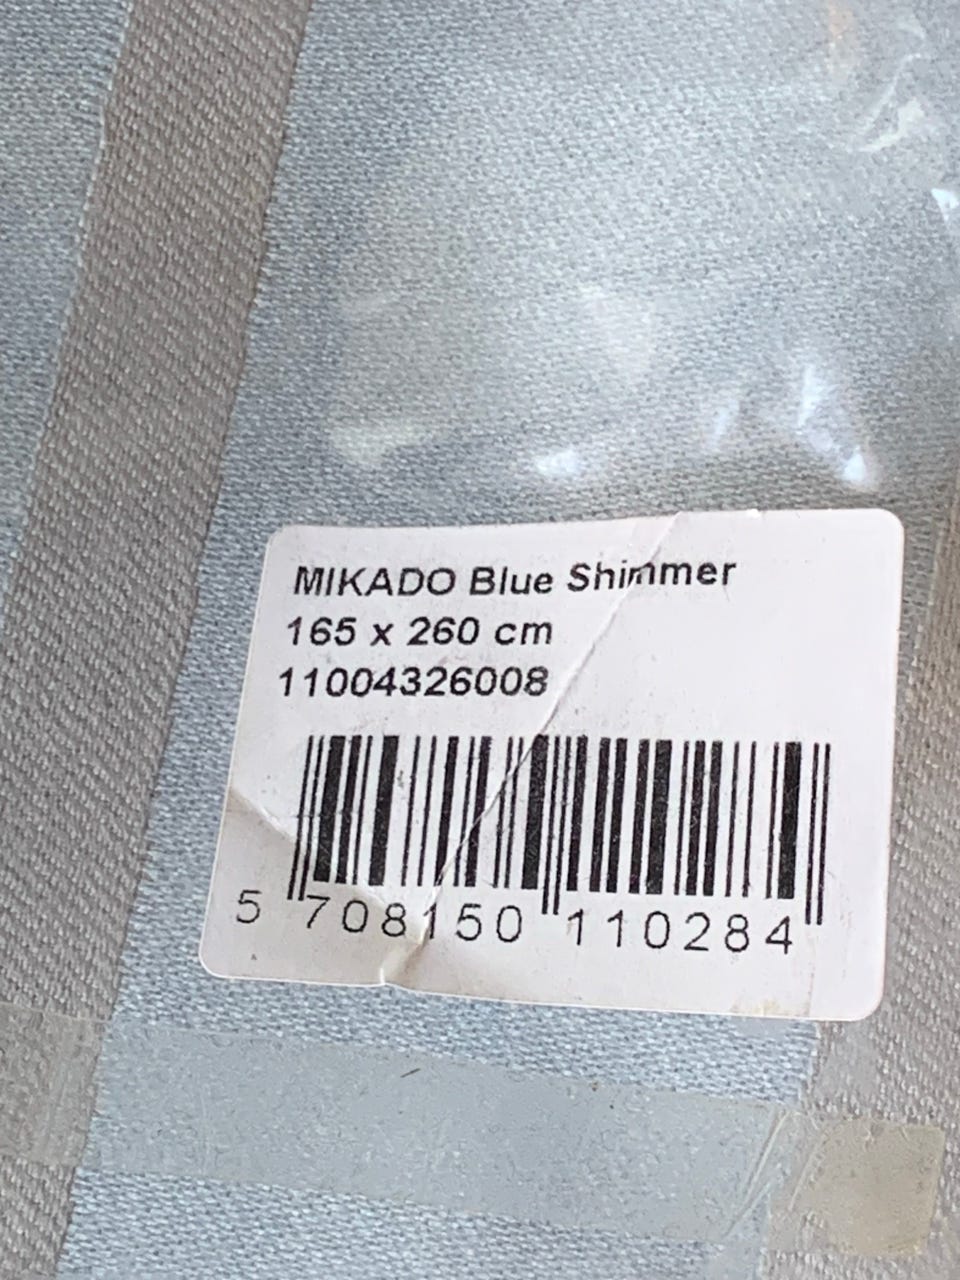 MIKADO Blue Shimmer
165 x 260 cm
11004326008
5 708150 110284